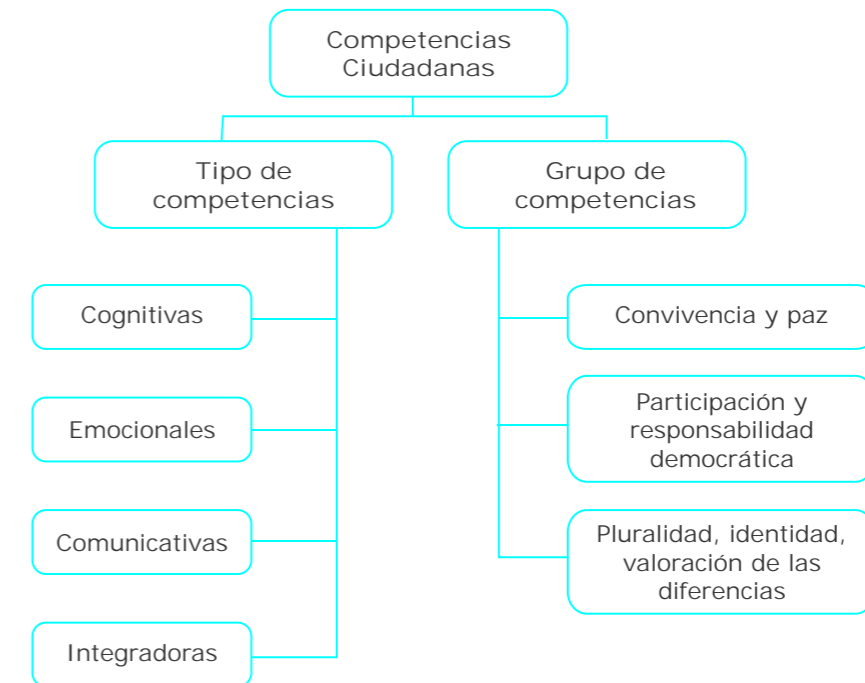 Competencias
Ciudadanas
Tipo de
competencias
Grupo de
competencias
Cognitivas
Emocionales
Comunicativas
Integradoras
Convivencia y paz
Participación y
responsabilidad
democrática
Pluralidad, identidad,
valoración de las
diferencias